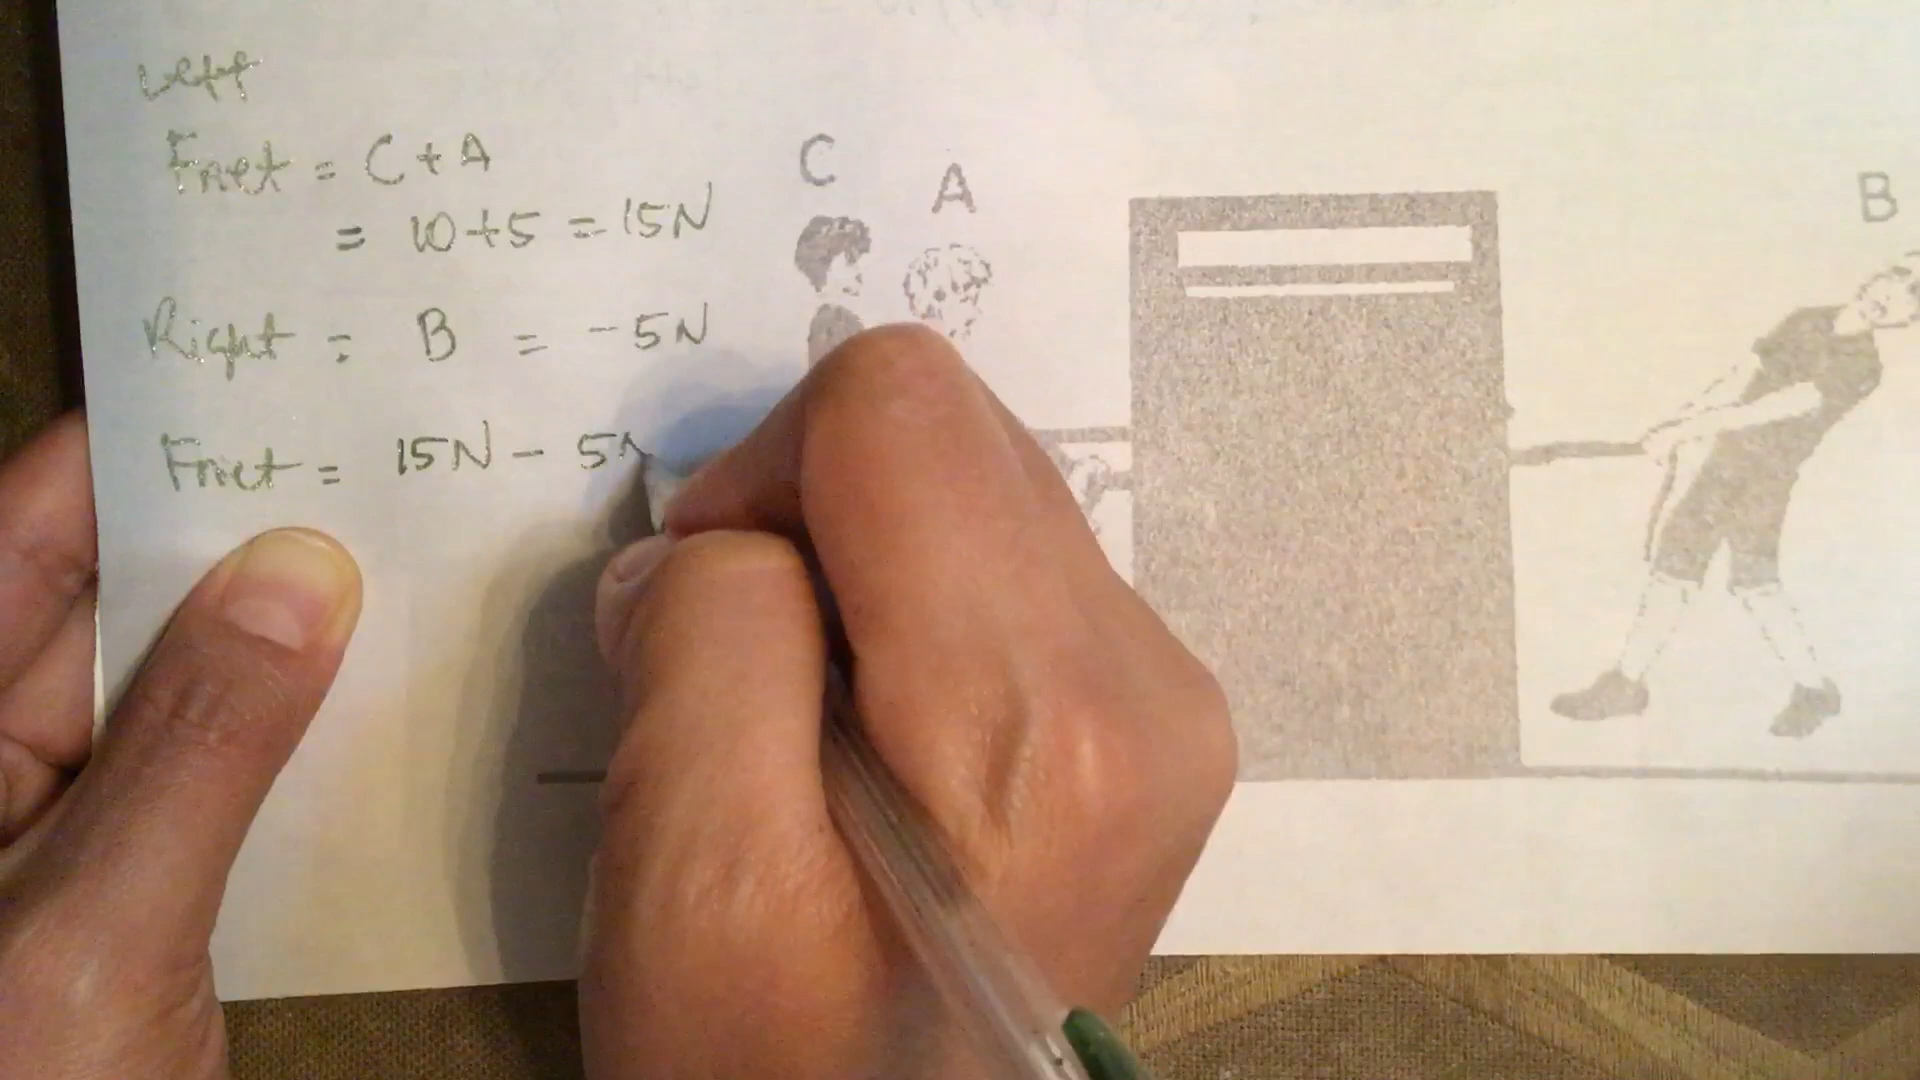 Left
Fnet = C + A
= 10 + 5 = 15N
Right = B = -5N
Fnet = 15N - 5N
C
A
B